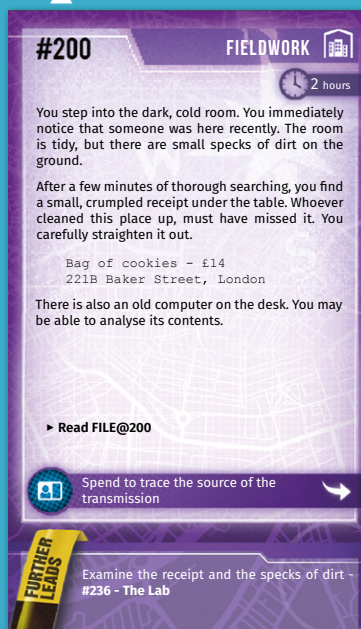 #200
FIELDWORK
2 hours
You step into the dark, cold room. You immediately
notice that someone was here recently. The room
is tidy, but there are small specks of dirt on the
ground.
After a few minutes of thorough searching, you find
a small, crumpled receipt under the table. Whoever
cleaned this place up, must have missed it. You
carefully straighten it out.
Bag of cookies - £14
221B Baker Street, London
There is also an old computer on the desk. You may
be able to analyse its contents.
▸ Read FILE@200
Spend to trace the source of the
transmission
FURTHER
LEADS
Examine the receipt and the specks of dirt -
#236 - The Lab